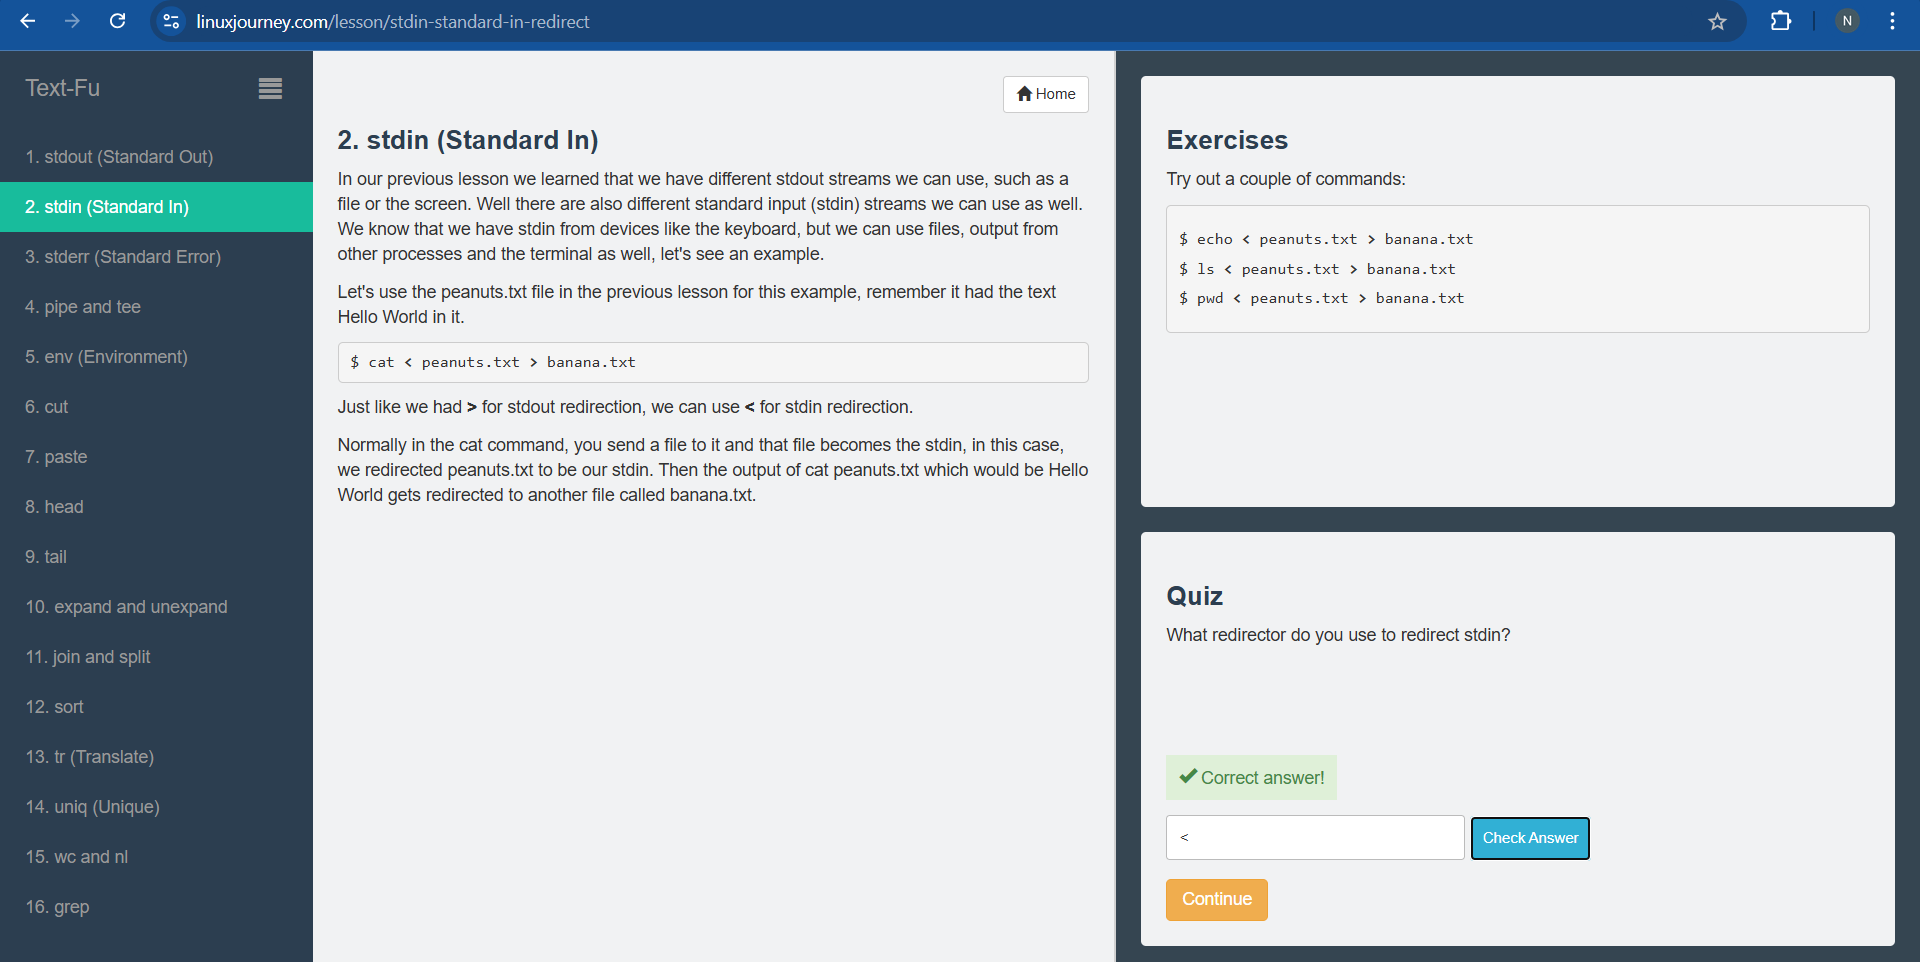 linuxjourney.com/lesson/stdin-standard-in-redirect
N
Text-Fu
1. stdout (Standard Out)
2. stdin (Standard In)
3. stderr (Standard Error)
4. pipe and tee
5. env (Environment)
6. cut
7. paste
8. head
9. tail
10. expand and unexpand
11. join and split
12. sort
13. tr (Translate)
14. uniq (Unique)
15. wc and nl
16. grep
Home
2. stdin (Standard In)
In our previous lesson we learned that we have different stdout streams we can use, such as a
file or the screen. Well there are also different standard input (stdin) streams we can use as well.
We know that we have stdin from devices like the keyboard, but we can use files, output from
other processes and the terminal as well, let's see an example.
Let's use the peanuts.txt file in the previous lesson for this example, remember it had the text
Hello World in it.
$ cat < peanuts.txt > banana.txt
Just like we had > for stdout redirection, we can use < for stdin redirection.
Normally in the cat command, you send a file to it and that file becomes the stdin, in this case,
we redirected peanuts.txt to be our stdin. Then the output of cat peanuts.txt which would be Hello
World gets redirected to another file called banana.txt.
Exercises
Try out a couple of commands:
$ echo < peanuts.txt > banana.txt
$ ls < peanuts.txt > banana.txt
$ pwd < peanuts.txt > banana.txt
Quiz
What redirector do you use to redirect stdin?
Correct answer!
<
Check Answer
Continue